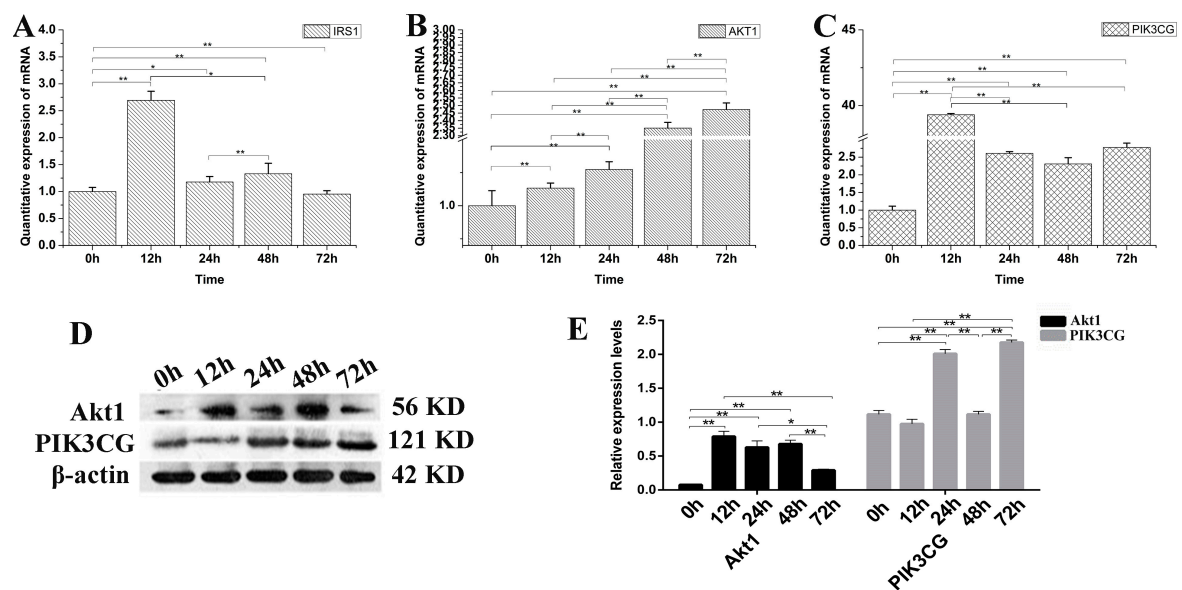 A
IRS1
Quantitative expression of mRNA
4.0
3.5
3.0
2.5
2.0
1.5
1.0
0.5
0.0
**
**
*
**
*
**
0h 12h 24h 48h 72h
Time
B
AKT1
Quantitative expression of mRNA
3.00
2.95
2.90
2.85
2.80
2.75
2.70
2.65
2.60
2.55
2.50
2.45
2.40
2.35
2.30
1.0
**
**
**
**
**
**
**
**
**
**
0h 12h 24h 48h 72h
Time
C
PIK3CG
Quantitative expression of mRNA
45
40
2.5
2.0
1.5
1.0
0.5
0.0
**
**
**
**
**
**
**
0h 12h 24h 48h 72h
Time
D
0h 12h 24h 48h 72h
Akt1 56 KD
PIK3CG 121 KD
β-actin 42 KD
E
Akt1
PIK3CG
Relative expression levels
2.5
2.0
1.5
1.0
0.5
0.0
**
**
**
**
*
**
**
**
**
**
**
**
0h 12h 24h 48h 72h 0h 12h 24h 48h 72h
Akt1 PIK3CG